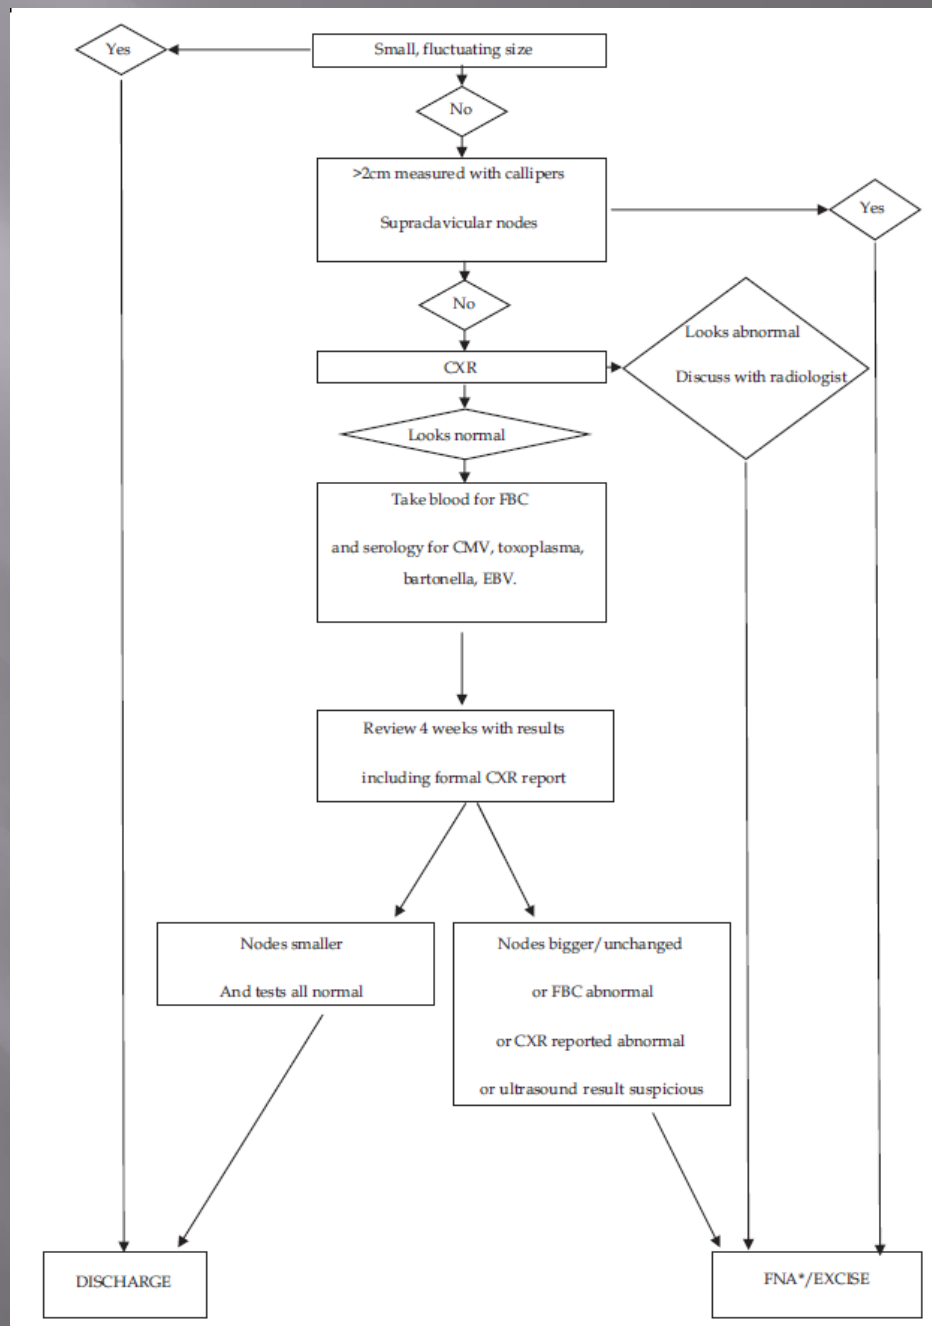 Yes
Small, fluctuating size
No
>2cm measured with callipers
Supraclavicular nodes
Yes
No
Looks abnormal
Discuss with radiologist
CXR
Looks normal
Take blood for FBC
and serology for CMV, toxoplasma,
bartonella, EBV.
Review 4 weeks with results
including formal CXR report
Nodes smaller
And tests all normal
Nodes bigger/unchanged
or FBC abnormal
or CXR reported abnormal
or ultrasound result suspicious
DISCHARGE
FNA*/EXCISE